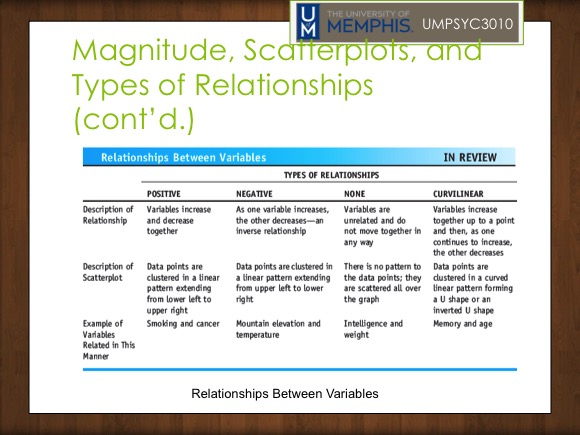 THE UNIVERSITY OF
MEMPHIS.
UMPSYC3010
Magnitude, Scatterplots, and
Types of Relationships
(cont'd.)
Relationships Between Variables IN REVIEW
TYPES OF RELATIONSHIPS
POSITIVE NEGATIVE NONE CURVILINEAR
Description of Variables increase As one variable increases, Variables are Variables increase
Relationship and decrease the other decreases—an unrelated and do together up to a point
together inverse relationship not move together in and then, as one
any way continues to increase,
the other decreases
Description of Data points are Data points are clustered in There is no pattern to Data points are
Scatterplot clustered in a linear a linear pattern extending the data points; they clustered in a curved
pattern extending from upper left to lower are scattered all over linear pattern forming
from lower left to right the graph a U shape or an
upper right inverted U shape
Example of Smoking and cancer Mountain elevation and Intelligence and Memory and age
Variables temperature weight
Related in This
Manner
Relationships Between Variables